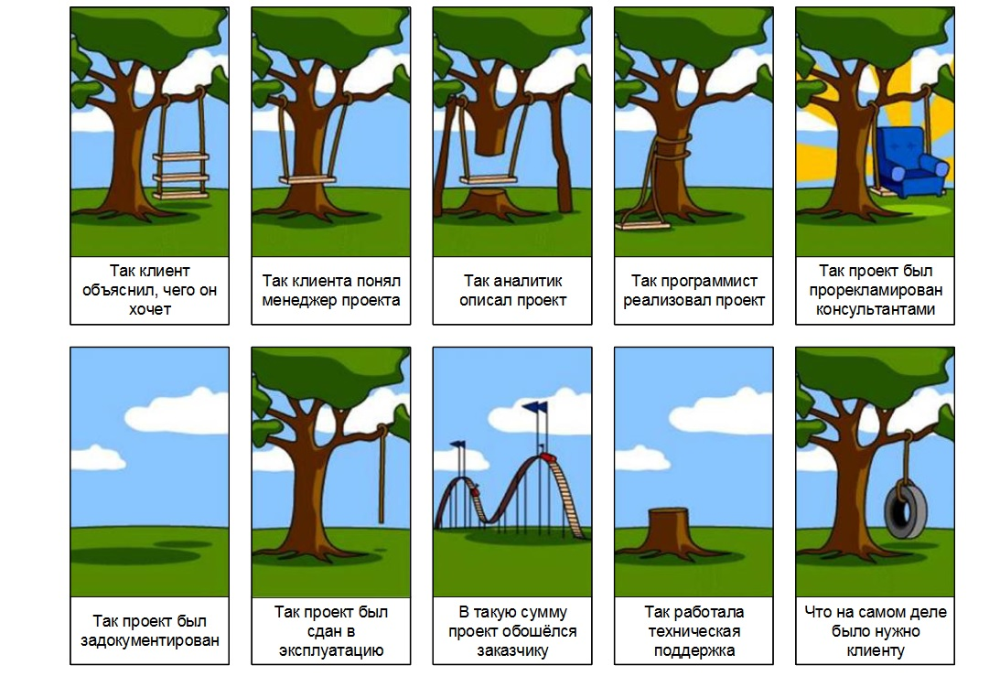 Так клиент
объяснил, чего он
хочет
Так клиента понял
менеджер проекта
Так аналитик
описал проект
Так программист
реализовал проект
Так проект был
прорекламирован
консультантами
Так проект был
задокументирован
Так проект был
сдан в
эксплуатацию
В такую сумму
проект обошёлся
заказчику
Так работала
техническая
поддержка
Что на самом деле
было нужно
клиенту